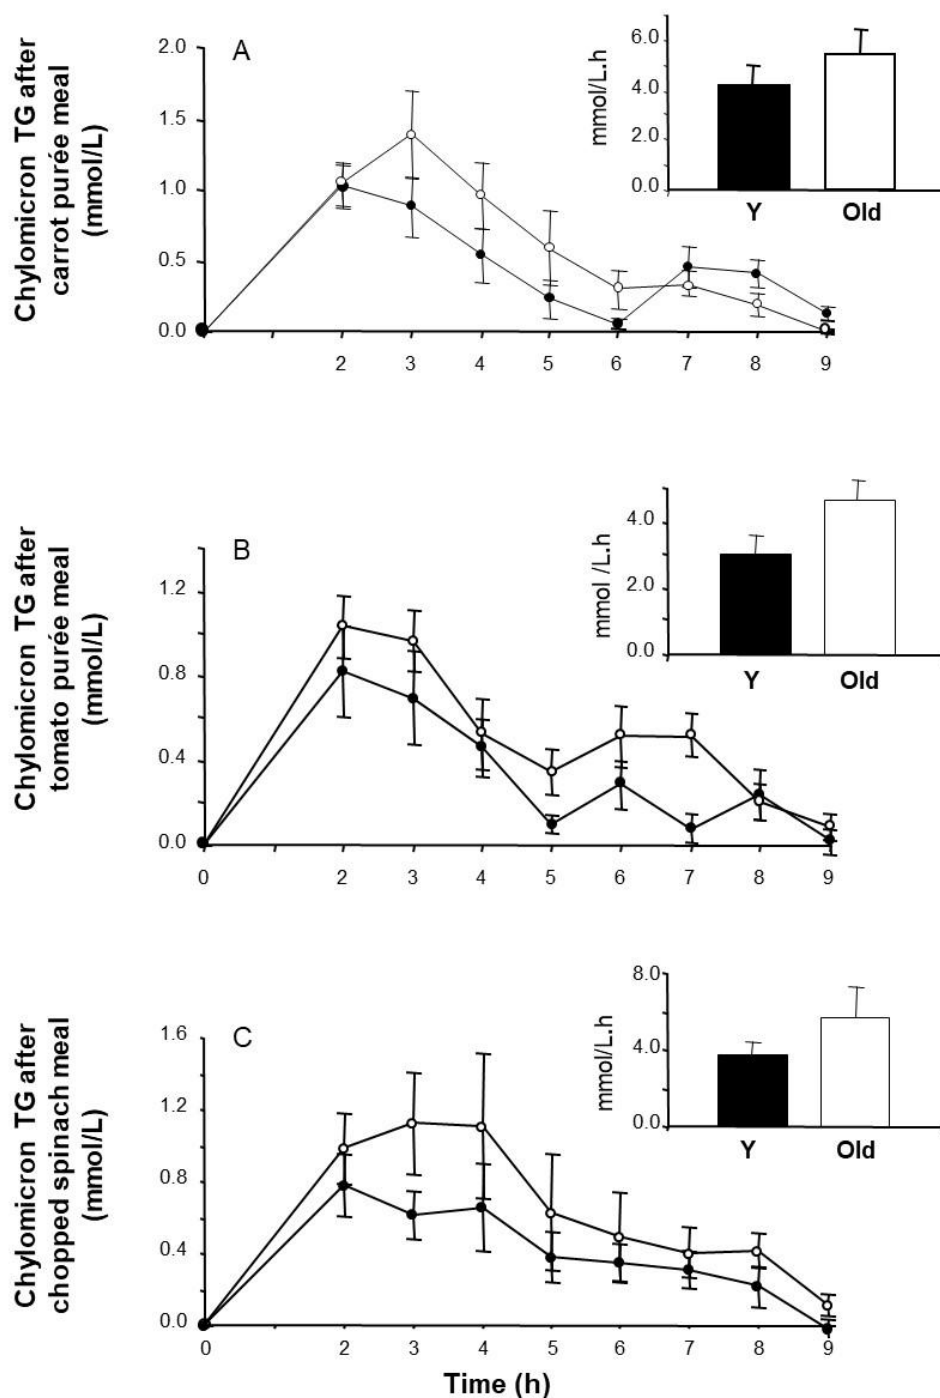 Chylomicron TG after
carrot purée meal
(mmol/L)
A
2.0
1.5
1.0
0.5
0.0
2 3 4 5 6 7 8 9
mmol/L.h
6.0
4.0
2.0
0.0
Y Old
Chylomicron TG after
tomato purée meal
(mmol/L)
B
1.2
0.8
0.4
0.0
0 2 3 4 5 6 7 8 9
mmol /L.h
4.0
2.0
0.0
Y Old
Chylomicron TG after
chopped spinach meal
(mmol/L)
C
1.6
1.2
0.8
0.4
0.0
0 2 3 4 5 6 7 8 9
mmol/L.h
8.0
4.0
0.0
Y Old
Time (h)